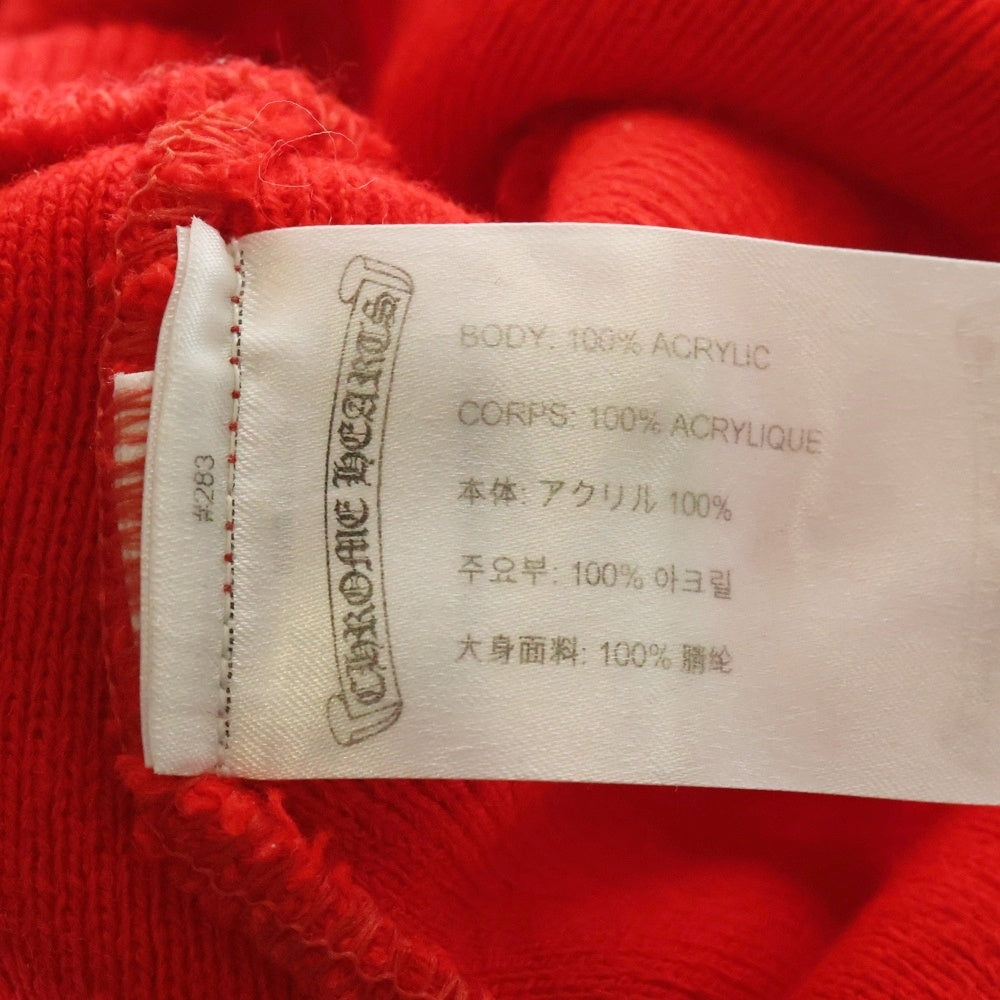 #283
CHROME HEARTS
BODY: 100% ACRYLIC
CORPS: 100% ACRYLIQUE
本体: アクリル 100%
주요부: 100% 아크릴
大身面料: 100% 腈纶